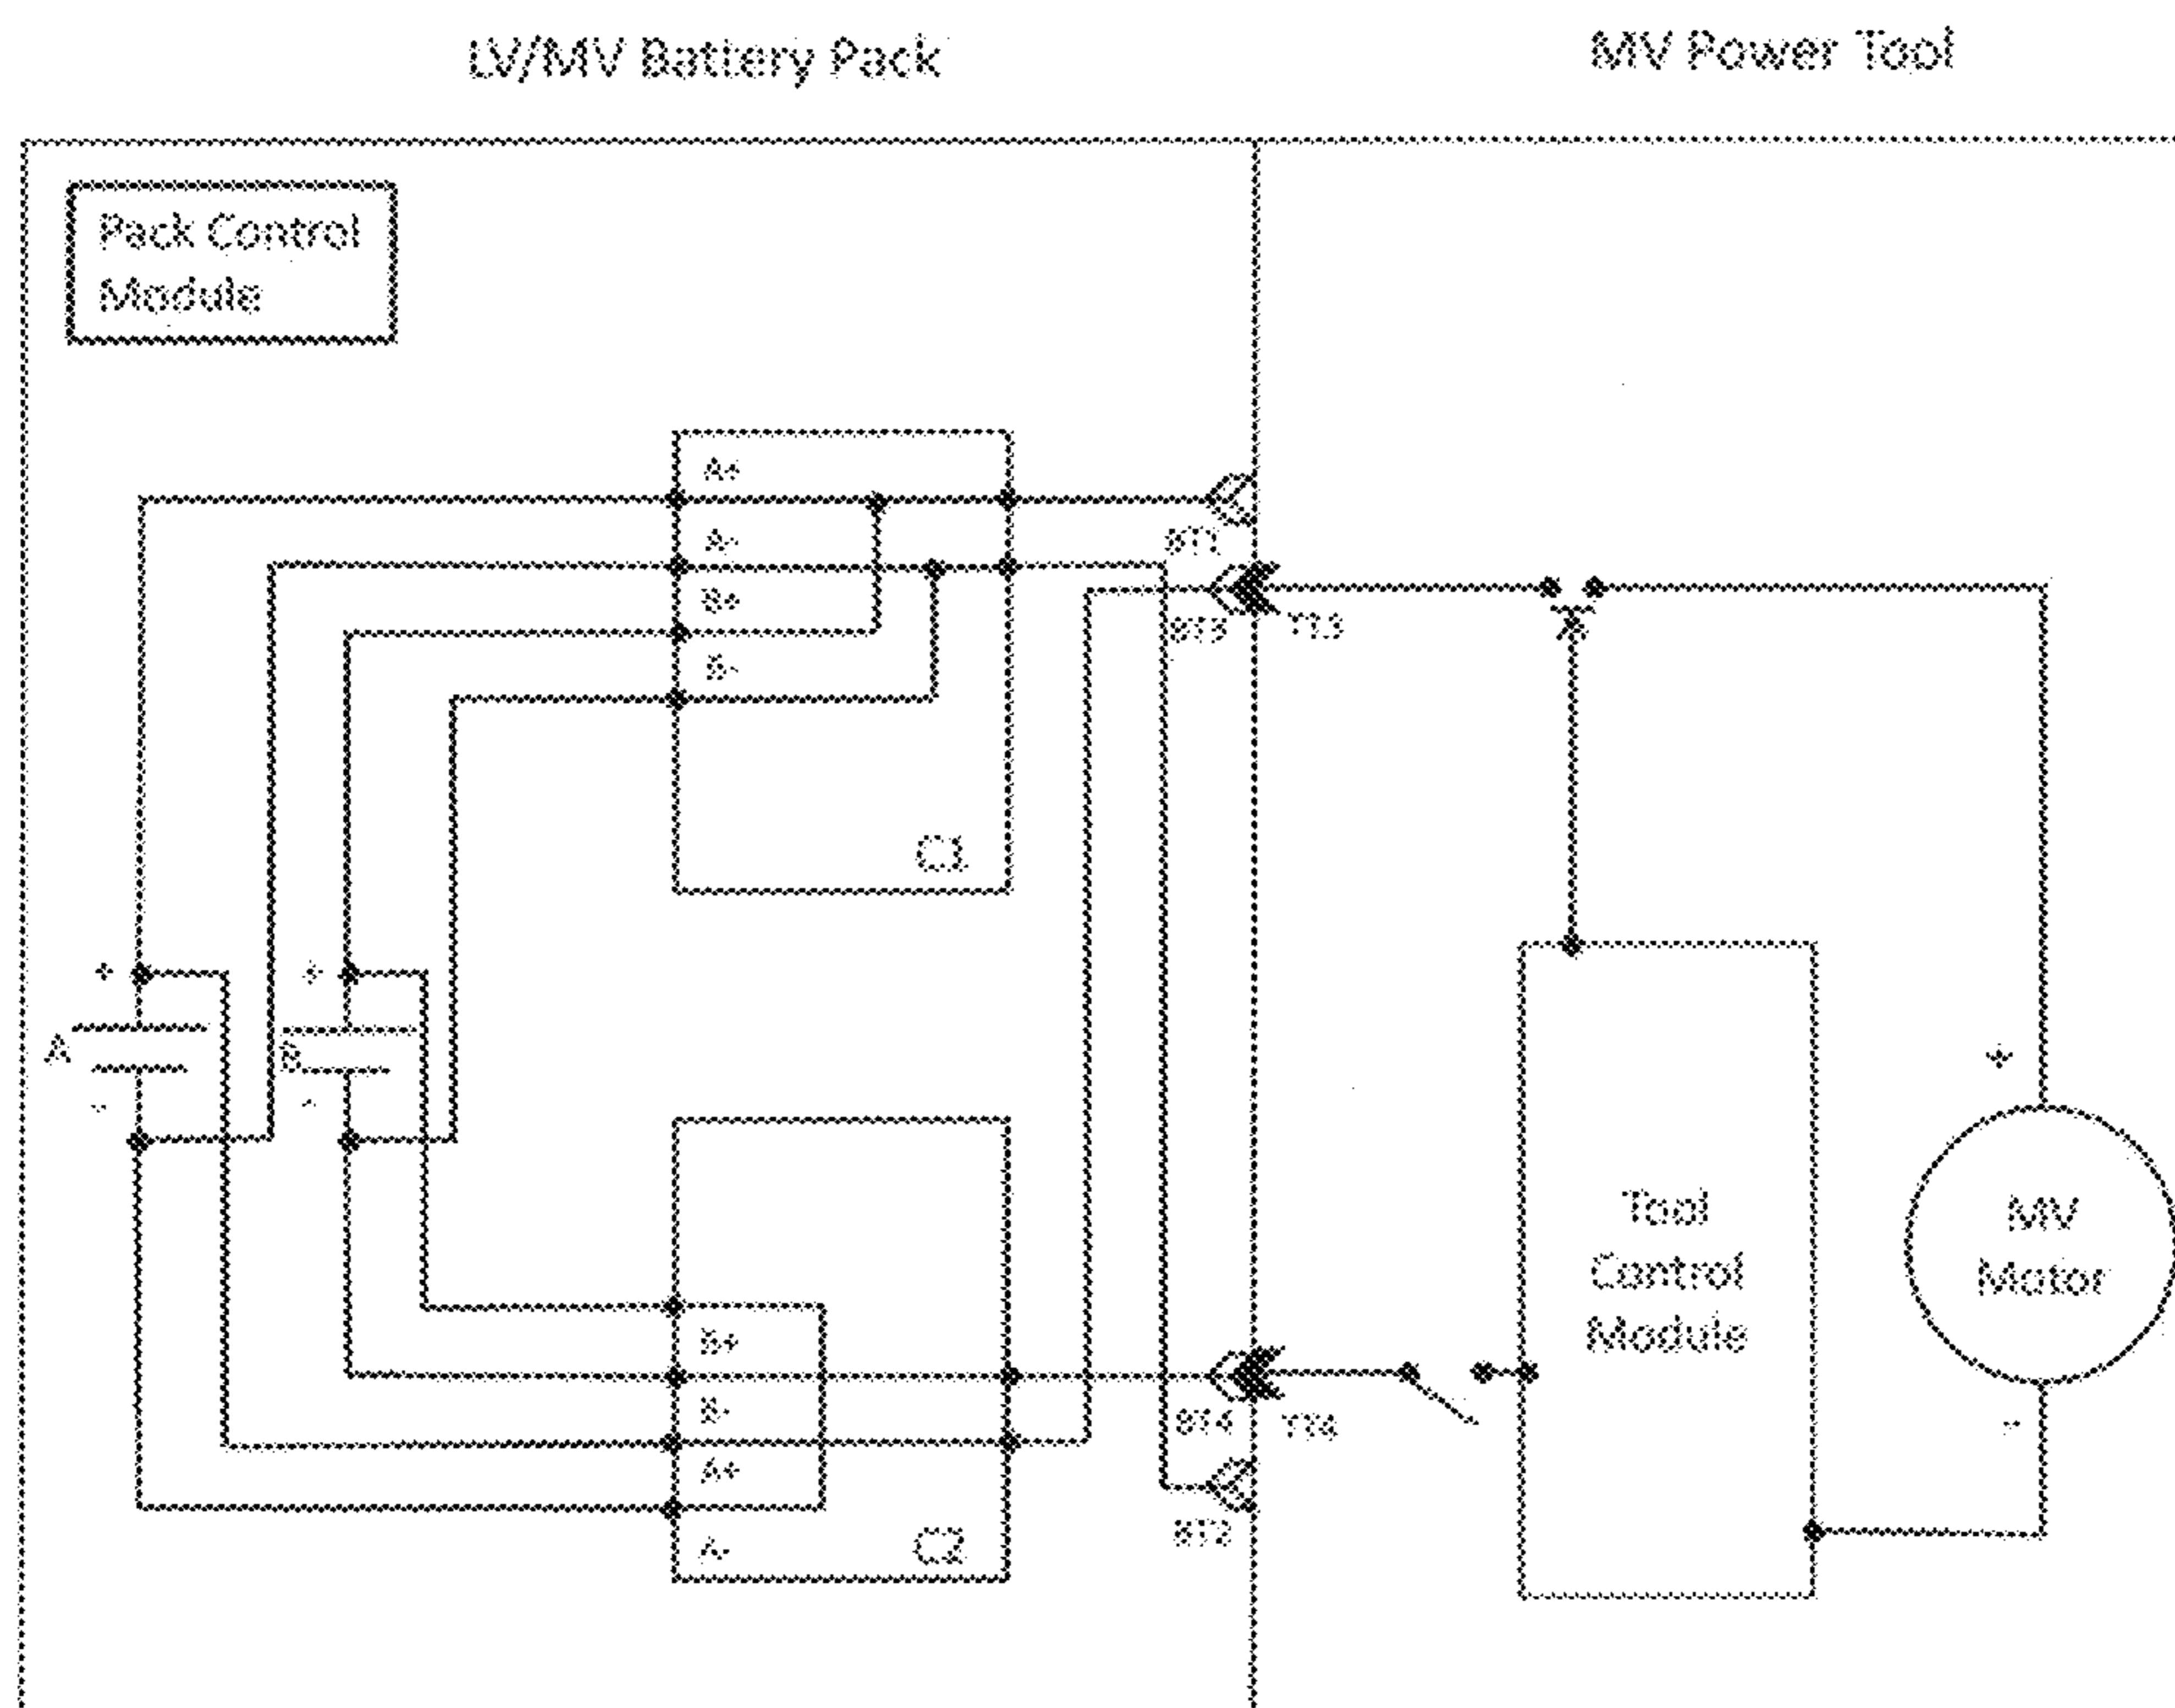 LV/MV Battery Pack
MV Power Tool
Pack Control
Module
A+
A-
B+
B-
C1
BT1
BT3
TT3
+
+
A
B
-
-
+
Tool
Control
Module
MV
Motor
-
B+
B-
A+
A-
C2
BT4
TT4
BT2